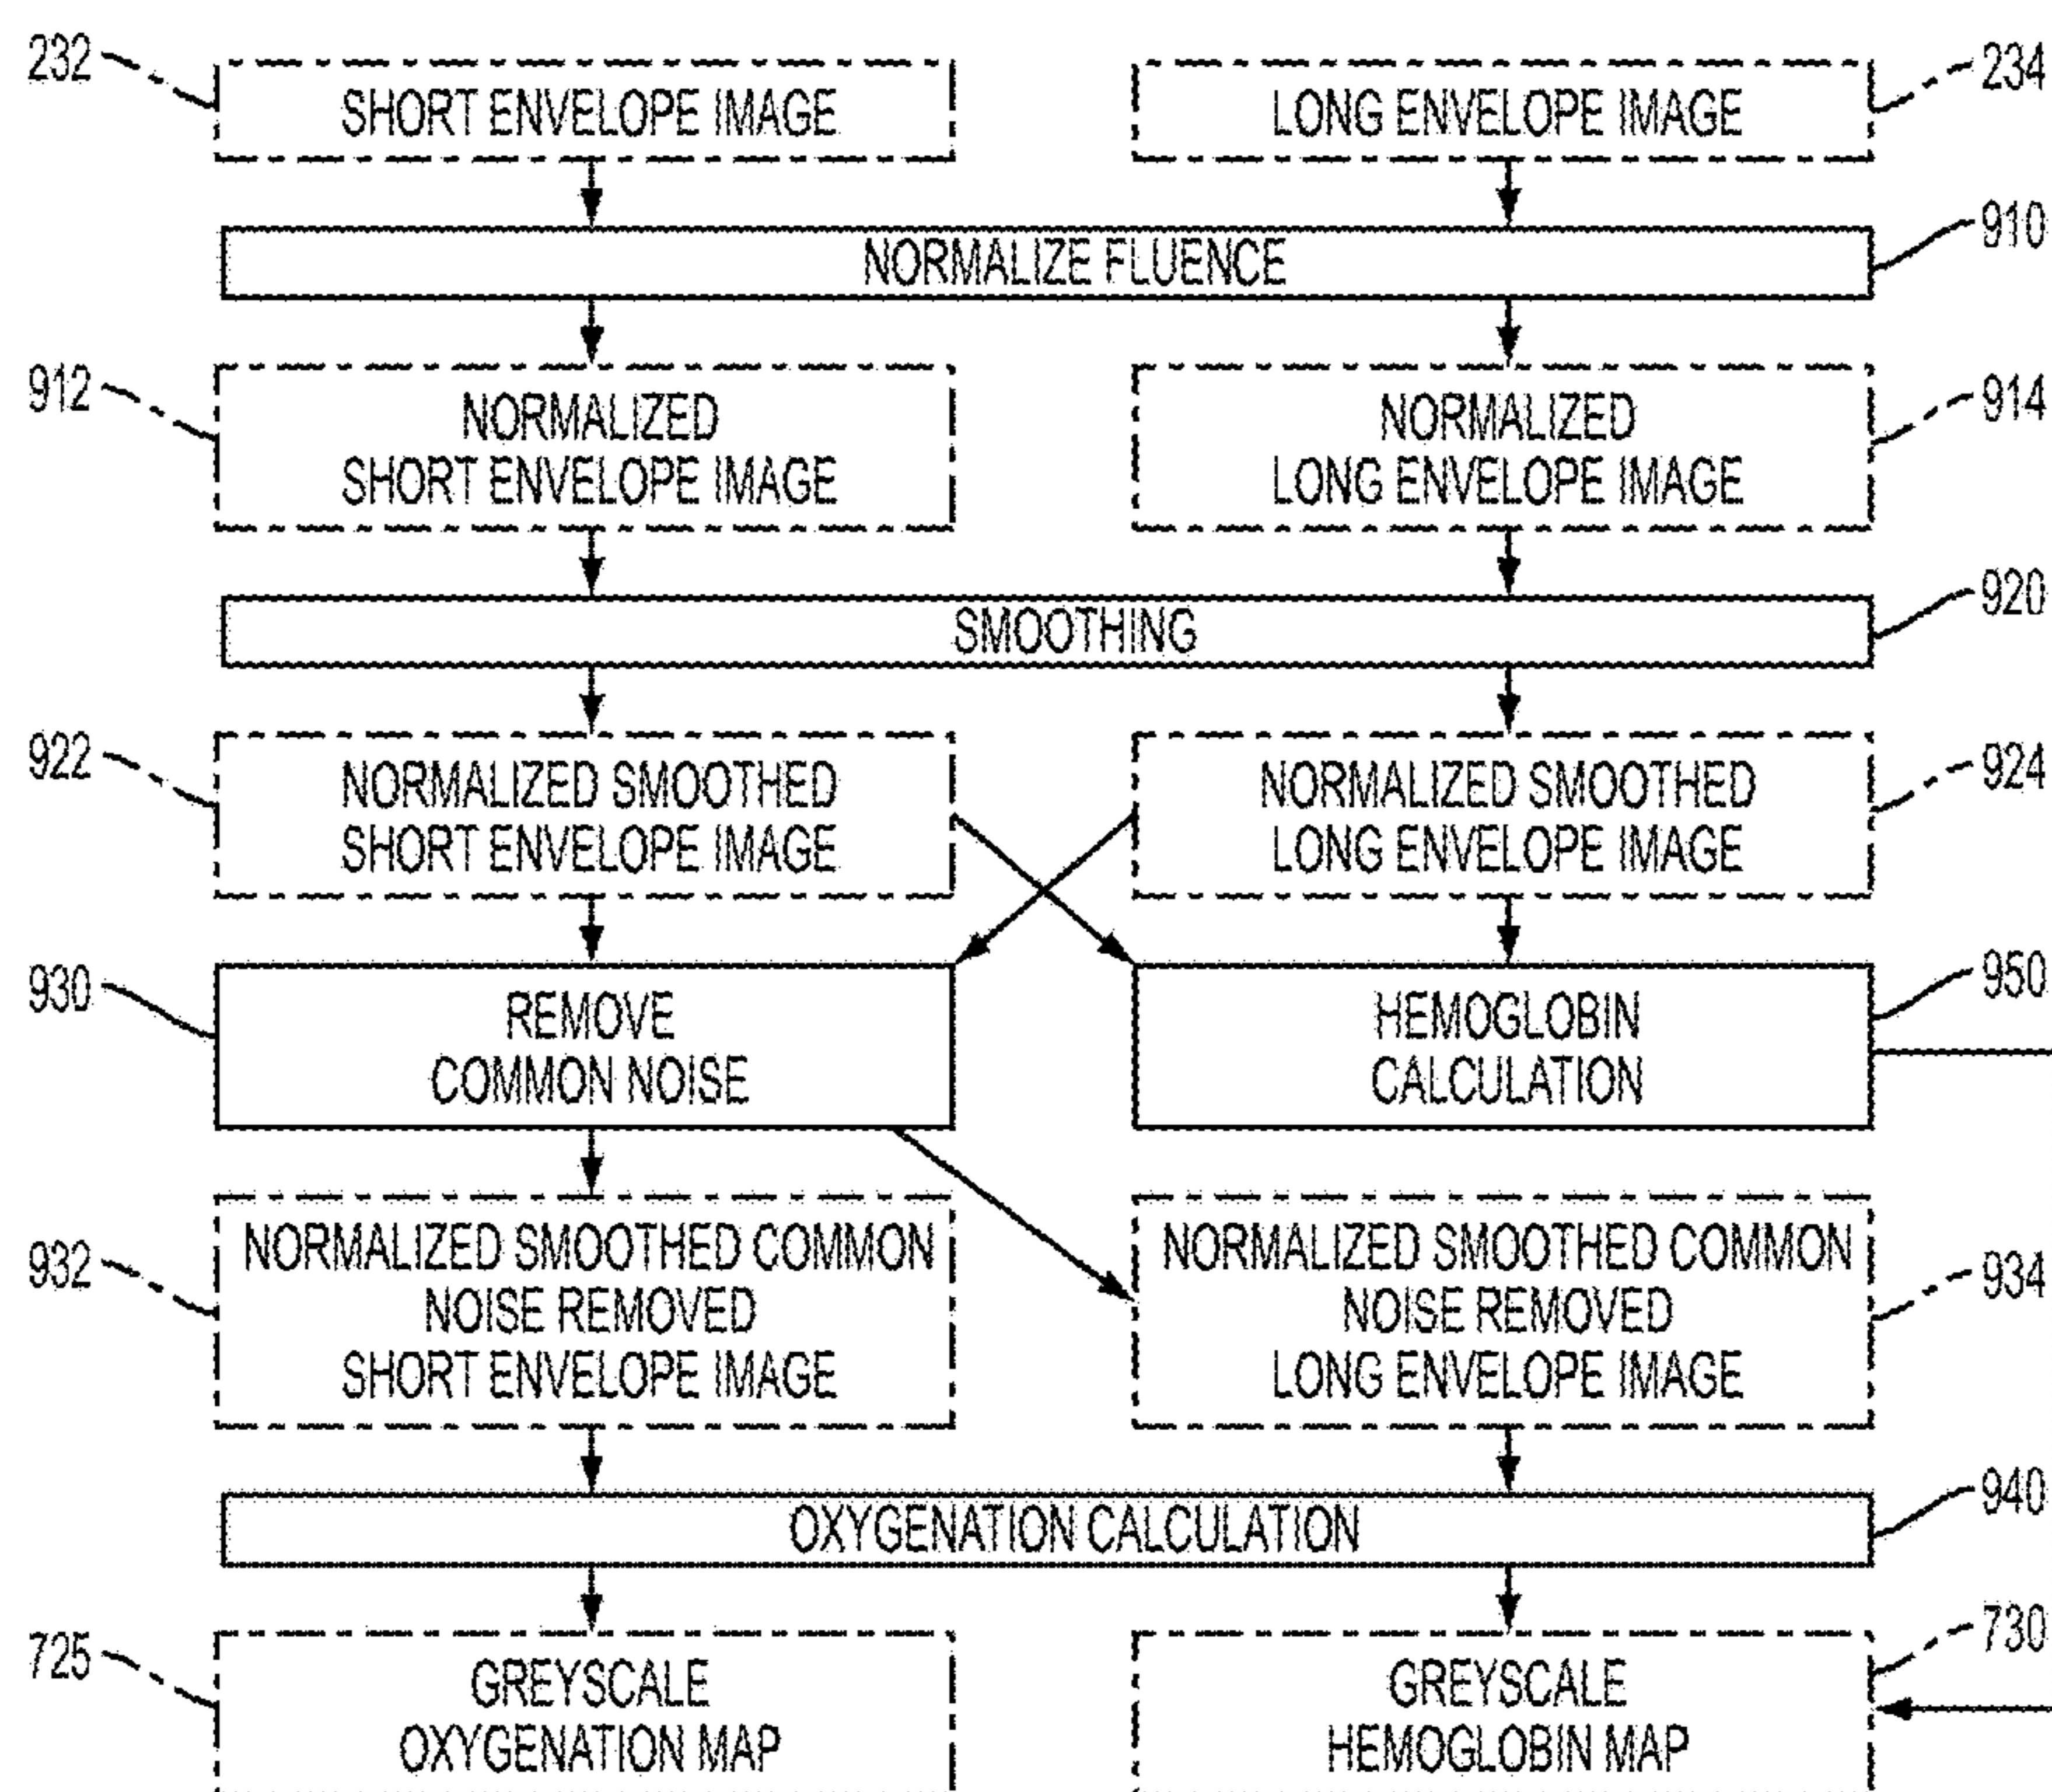 232
SHORT ENVELOPE IMAGE
LONG ENVELOPE IMAGE
234
NORMALIZE FLUENCE
910
912
NORMALIZED
SHORT ENVELOPE IMAGE
NORMALIZED
LONG ENVELOPE IMAGE
914
SMOOTHING
920
922
NORMALIZED SMOOTHED
SHORT ENVELOPE IMAGE
NORMALIZED SMOOTHED
LONG ENVELOPE IMAGE
924
930
REMOVE
COMMON NOISE
HEMOGLOBIN
CALCULATION
950
932
NORMALIZED SMOOTHED COMMON
NOISE REMOVED
SHORT ENVELOPE IMAGE
NORMALIZED SMOOTHED COMMON
NOISE REMOVED
LONG ENVELOPE IMAGE
934
OXYGENATION CALCULATION
940
725
GREYSCALE
OXYGENATION MAP
GREYSCALE
HEMOGLOBIN MAP
730